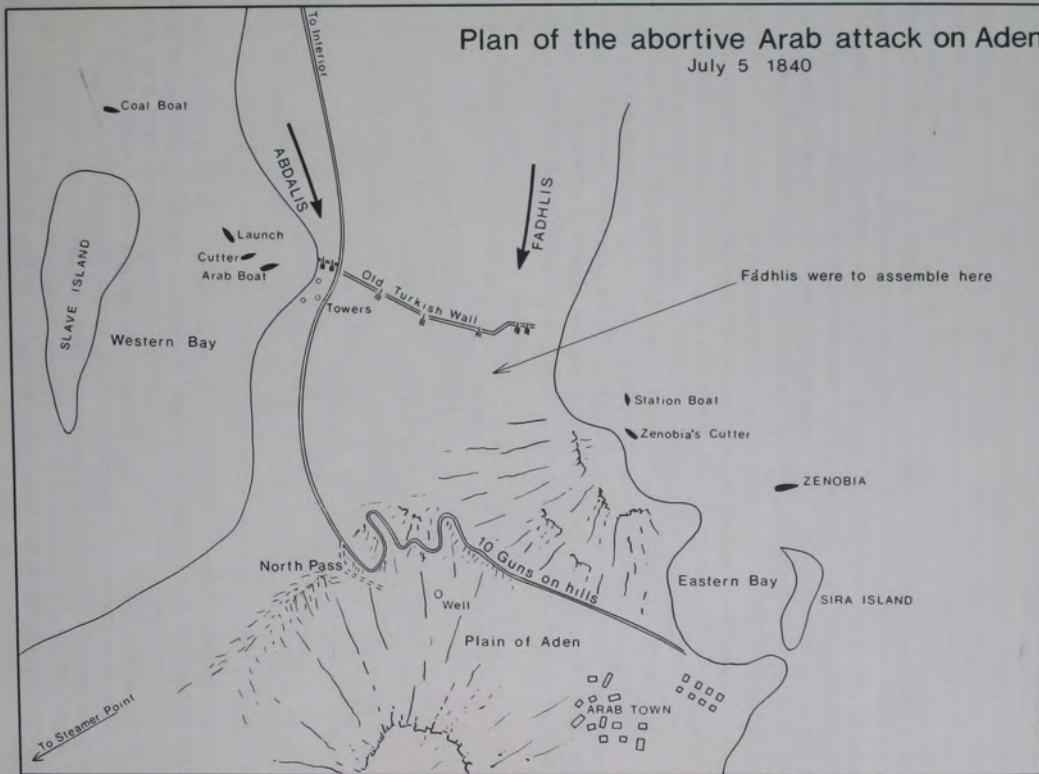 Plan of the abortive Arab attack on Aden
July 5 1840
To Interior
Coal Boat
ABDALIS
FADHLIS
SLAVE ISLAND
Launch
Cutter
Arab Boat
Old Turkish Wall
Fadhlis were to assemble here
Towers
Western Bay
Station Boat
Zenobia's Cutter
ZENOBIA
North Pass
10 Guns on hills
Eastern Bay
SIRA ISLAND
Well
Plain of Aden
ARAB TOWN
To Steamer Point